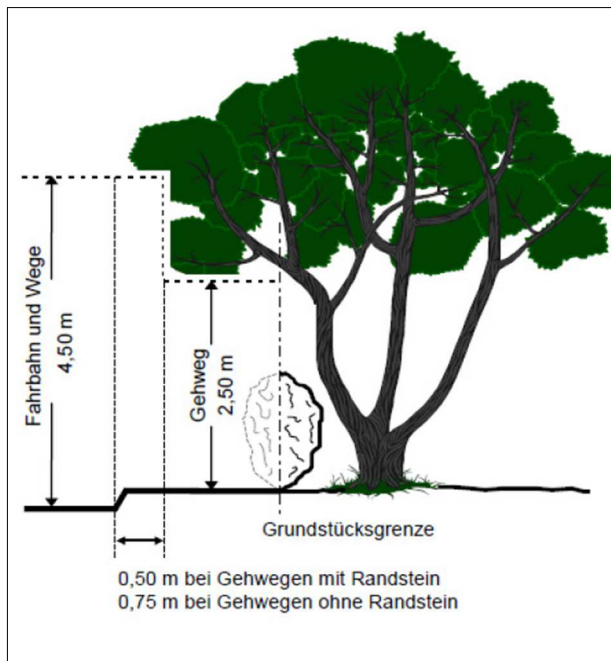 Fahrbahn und Wege
4,50 m
Gehweg
2,50 m
Grundstücksgrenze
0,50 m bei Gehwegen mit Randstein
0,75 m bei Gehwegen ohne Randstein